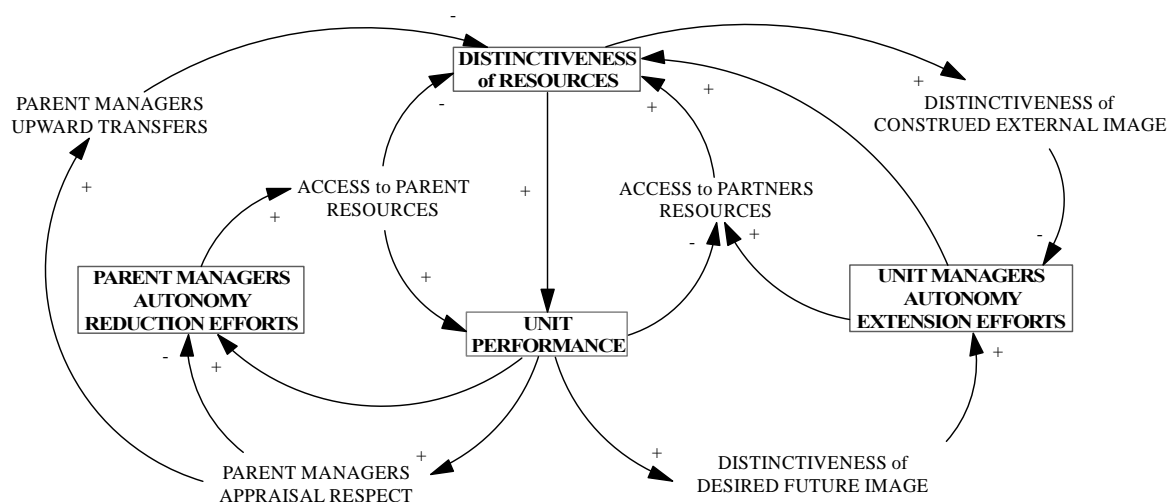 -
DISTINCTIVENESS
of RESOURCES
+
PARENT MANAGERS
UPWARD TRANSFERS
-
+
+
DISTINCTIVENESS of
CONSTRUED EXTERNAL IMAGE
+
ACCESS to PARENT
RESOURCES
+
+
ACCESS to PARTNERS
RESOURCES
-
+
-
PARENT MANAGERS
AUTONOMY
REDUCTION EFFORTS
+
UNIT MANAGERS
AUTONOMY
EXTENSION EFFORTS
UNIT
PERFORMANCE
-
+
+
+
+
PARENT MANAGERS
APPRAISAL RESPECT
DISTINCTIVENESS of
DESIRED FUTURE IMAGE